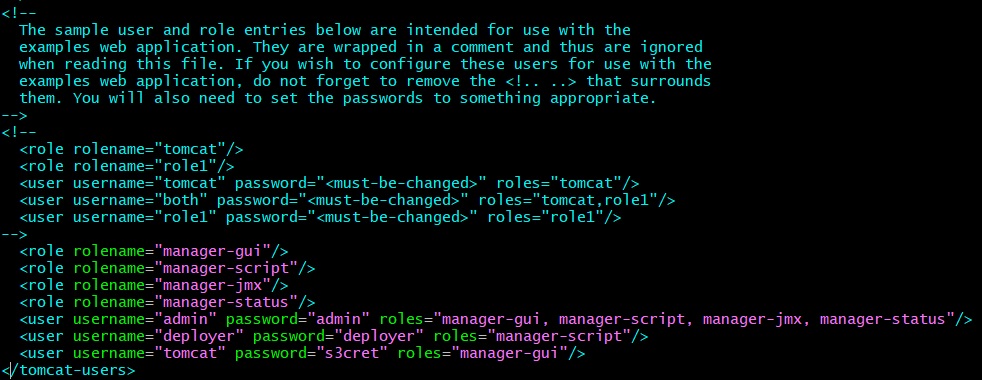 <!--
  The sample user and role entries below are intended for use with the
  examples web application. They are wrapped in a comment and thus are ignored
  when reading this file. If you wish to configure these users for use with the
  examples web application, do not forget to remove the <!.. ..> that surrounds
  them. You will also need to set the passwords to something appropriate.
-->
<!--
  <role rolename="tomcat"/>
  <role rolename="role1"/>
  <user username="tomcat" password="<must-be-changed>" roles="tomcat"/>
  <user username="both" password="<must-be-changed>" roles="tomcat,role1"/>
  <user username="role1" password="<must-be-changed>" roles="role1"/>
-->
  <role rolename="manager-gui"/>
  <role rolename="manager-script"/>
  <role rolename="manager-jmx"/>
  <role rolename="manager-status"/>
  <user username="admin" password="admin" roles="manager-gui, manager-script, manager-jmx, manager-status"/>
  <user username="deployer" password="deployer" roles="manager-script"/>
  <user username="tomcat" password="s3cret" roles="manager-gui"/>
</tomcat-users>